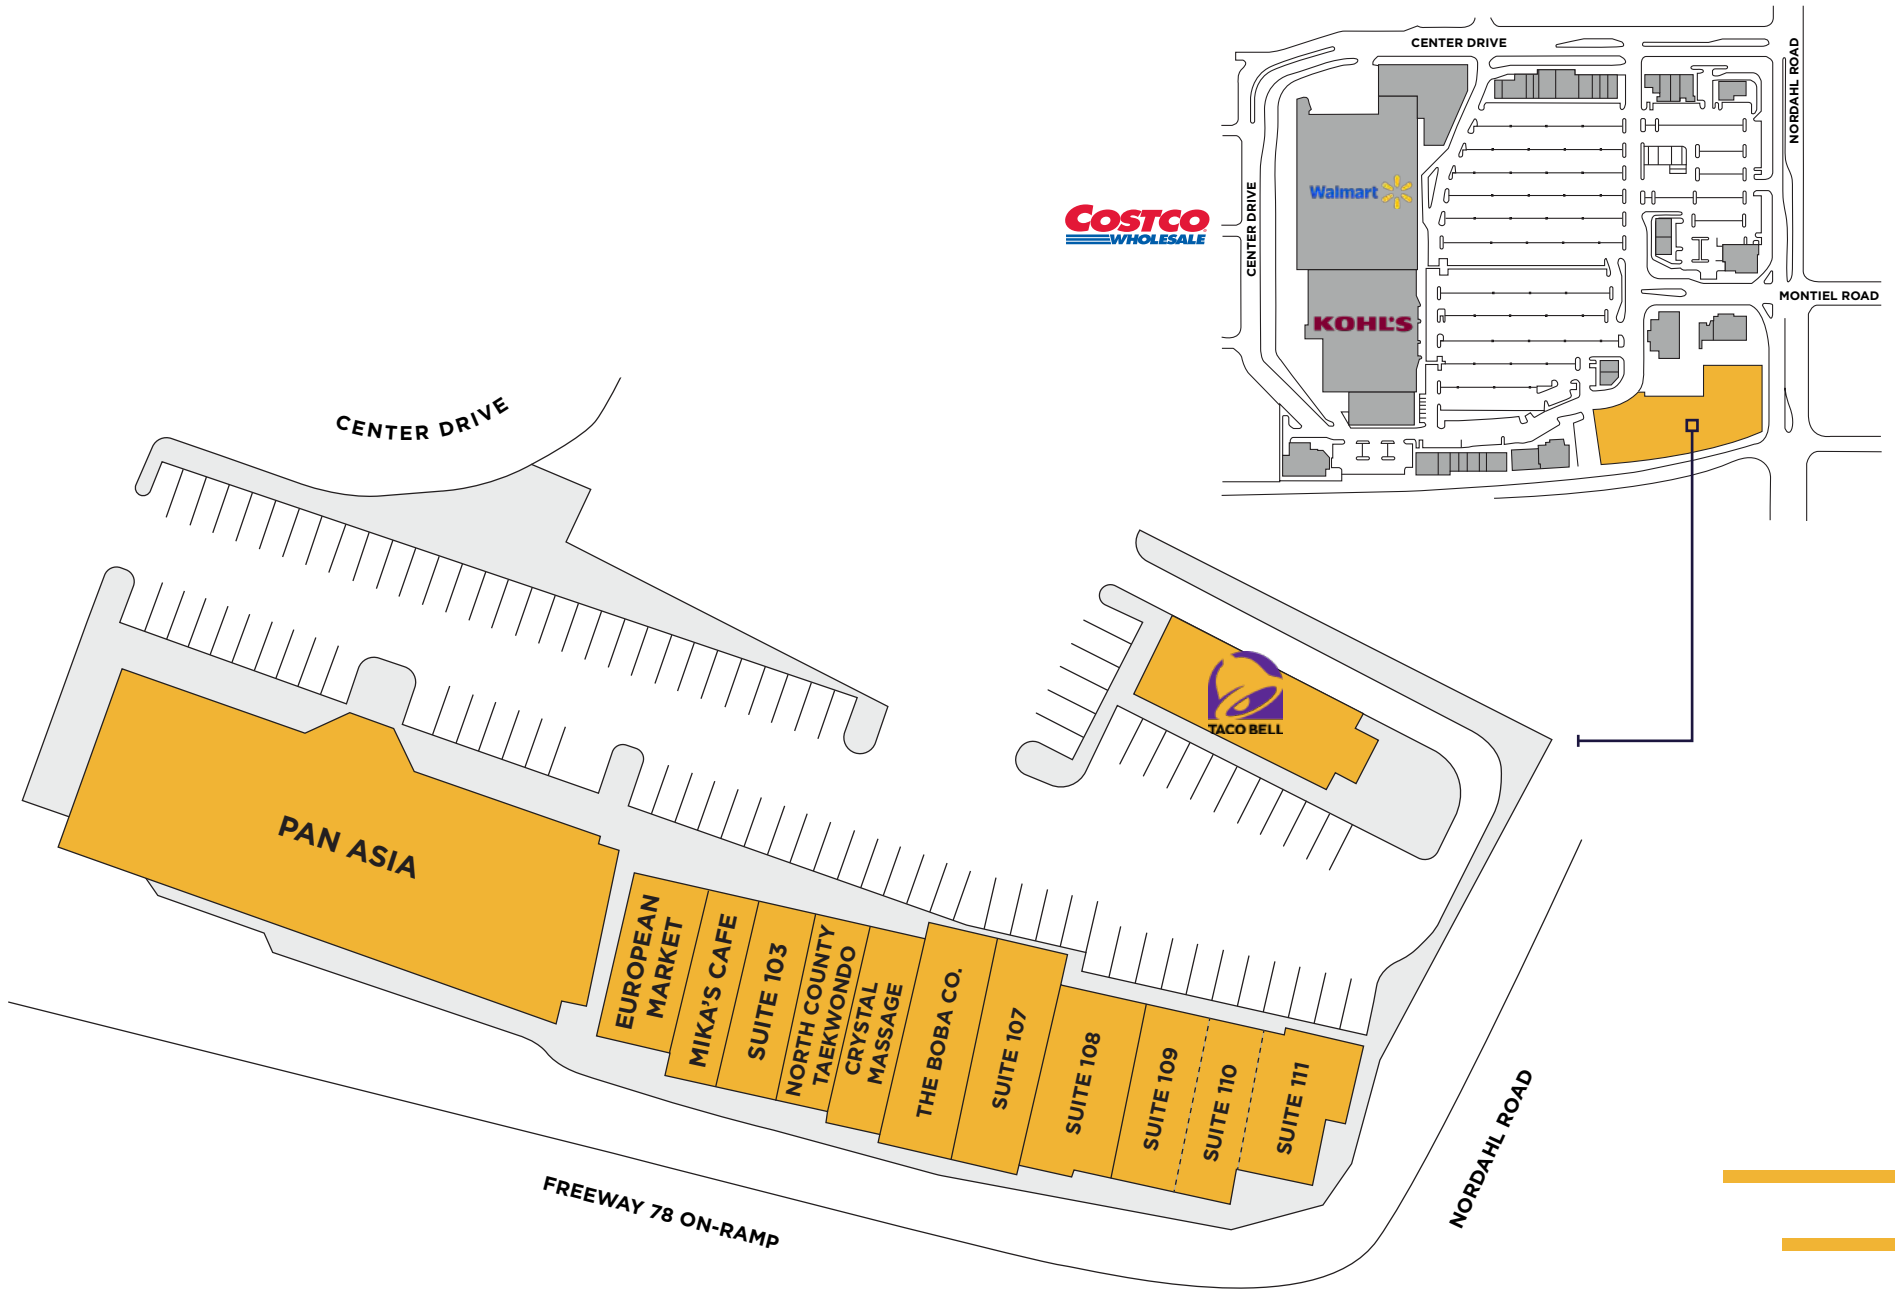 CENTER DRIVE
NORDAHL ROAD
CENTER DRIVE
Walmart
COSTCO
WHOLESALE
KOHL'S
MONTIEL ROAD
CENTER DRIVE
TACO BELL
PAN ASIA
EUROPEAN
MARKET
MIKA'S CAFE
SUITE 103
NORTH COUNTY
TAEKWONDO
CRYSTAL
MASSAGE
THE BOBA CO.
SUITE 107
SUITE 108
SUITE 109
SUITE 110
SUITE 111
NORDAHL ROAD
FREEWAY 78 ON-RAMP